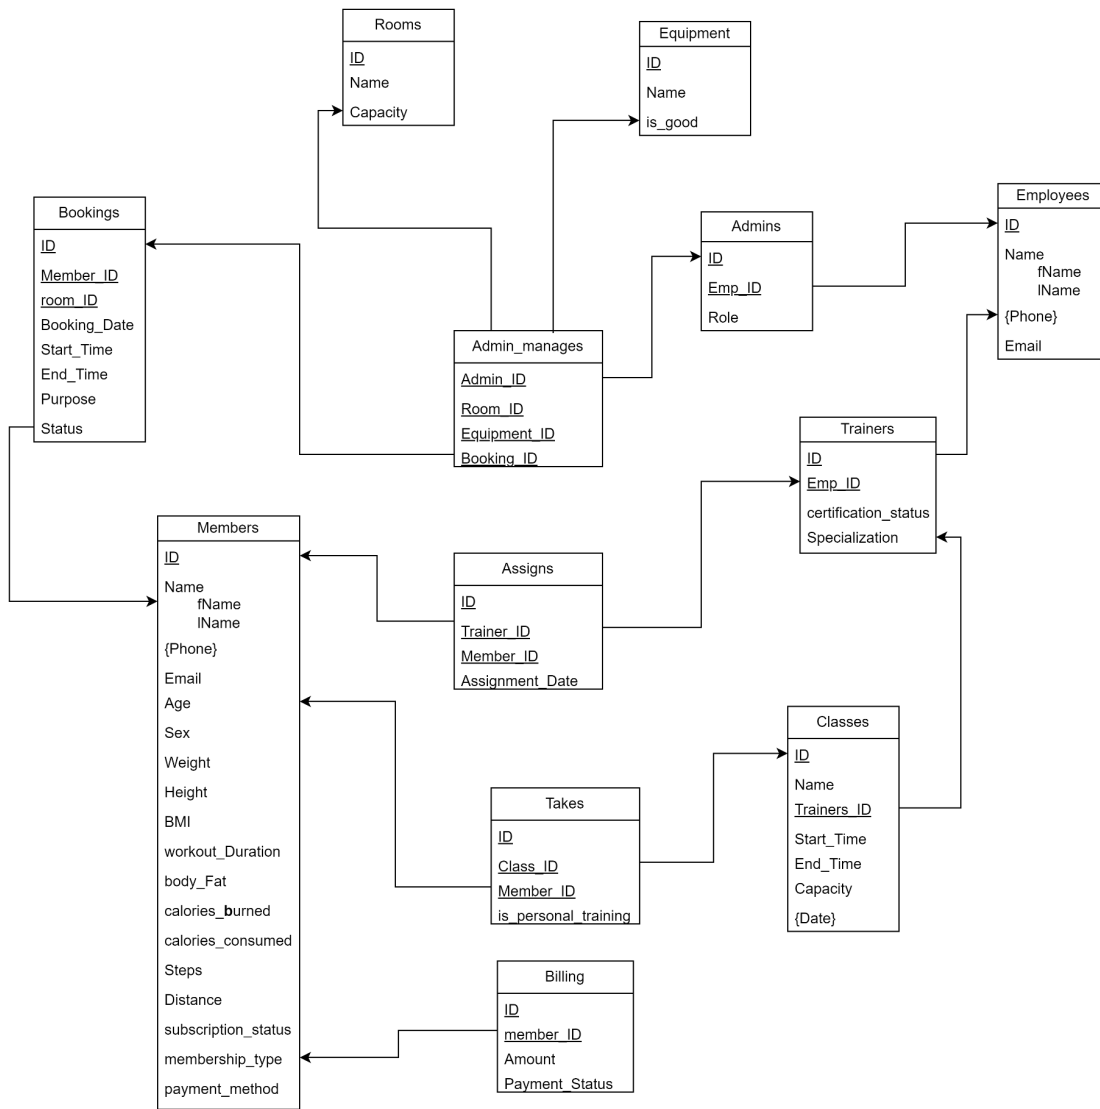 Rooms
ID
Name
Capacity
Equipment
ID
Name
is_good
Bookings
ID
Member_ID
room_ID
Booking_Date
Start_Time
End_Time
Purpose
Status
Admins
ID
Emp_ID
Role
Employees
ID
Name
fName
lName
{Phone}
Email
Admin_manages
Admin_ID
Room_ID
Equipment_ID
Booking_ID
Trainers
ID
Emp_ID
certification_status
Specialization
Members
ID
Name
fName
lName
{Phone}
Email
Age
Sex
Weight
Height
BMI
workout_Duration
body_Fat
calories_burned
calories_consumed
Steps
Distance
subscription_status
membership_type
payment_method
Assigns
ID
Trainer_ID
Member_ID
Assignment_Date
Classes
ID
Name
Trainers_ID
Start_Time
End_Time
Capacity
{Date}
Takes
ID
Class_ID
Member_ID
is_personal_training
Billing
ID
member_ID
Amount
Payment_Status